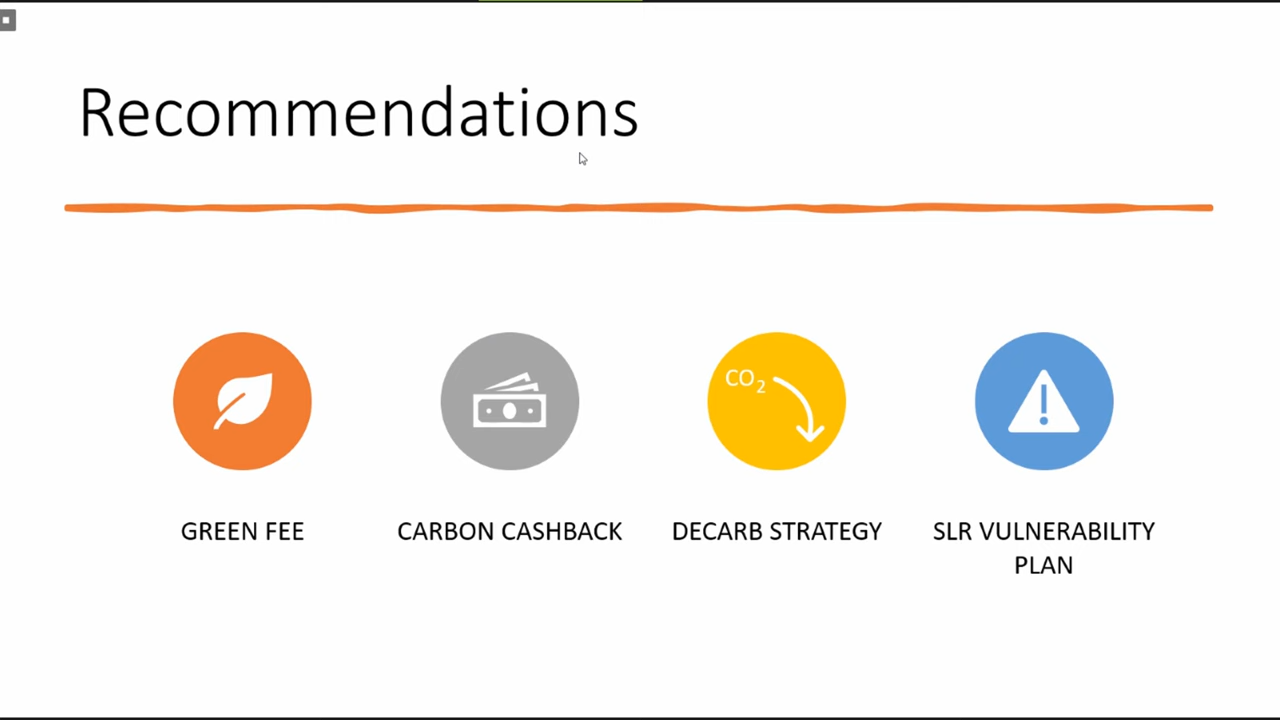 Recommendations
CO2
GREEN FEE
CARBON CASHBACK
DECARB STRATEGY
SLR VULNERABILITY
PLAN